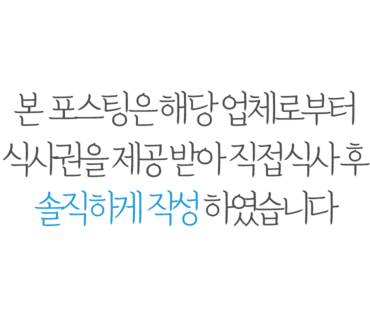 본 포스팅은 해당 업체로부터
식사권을 제공 받아 직접식사 후
솔직하게 작성 하였습니다